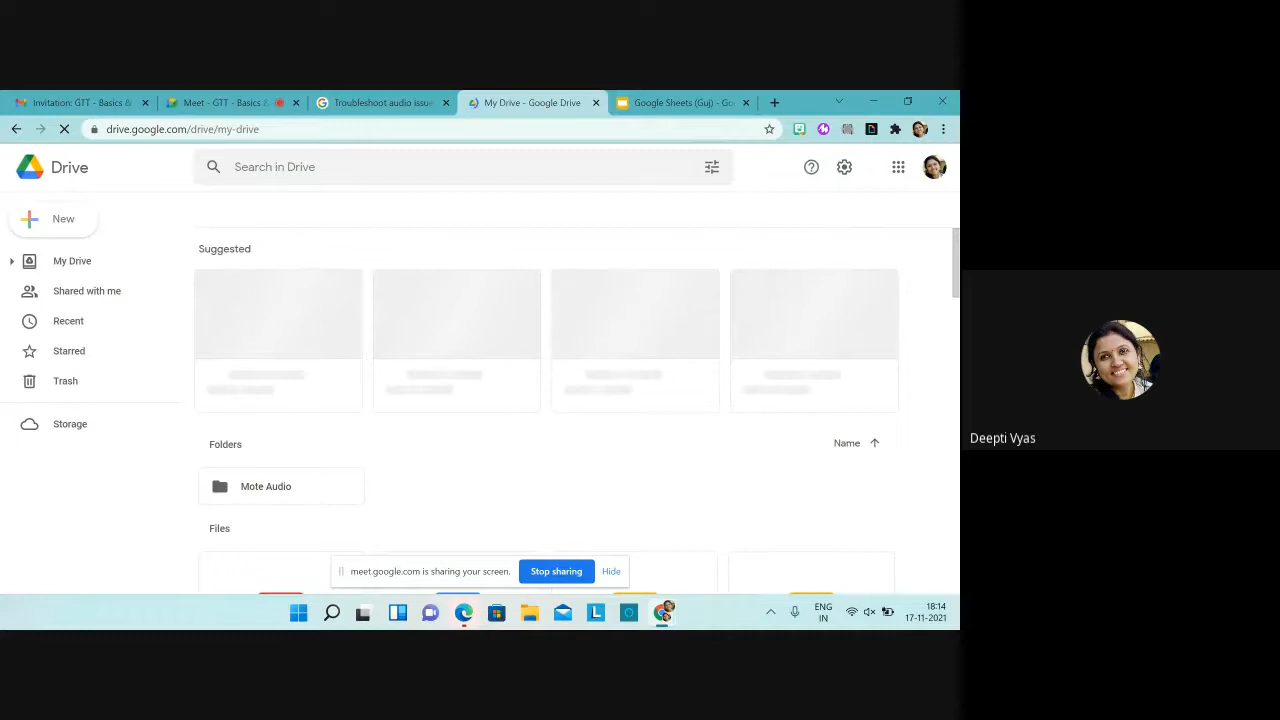 Invitation: GTT - Basics &
Meet - GTT - Basics &
Troubleshoot audio issue
My Drive - Google Drive
Google Sheets (Guj) - Go
drive.google.com/drive/my-drive
Drive
Search in Drive
New
Suggested
My Drive
Shared with me
Recent
Starred
Trash
Storage
Folders
Name
Mote Audio
Files
meet.google.com is sharing your screen.
Stop sharing
Hide
ENG
IN
18:14
17-11-2021
Deepti Vyas